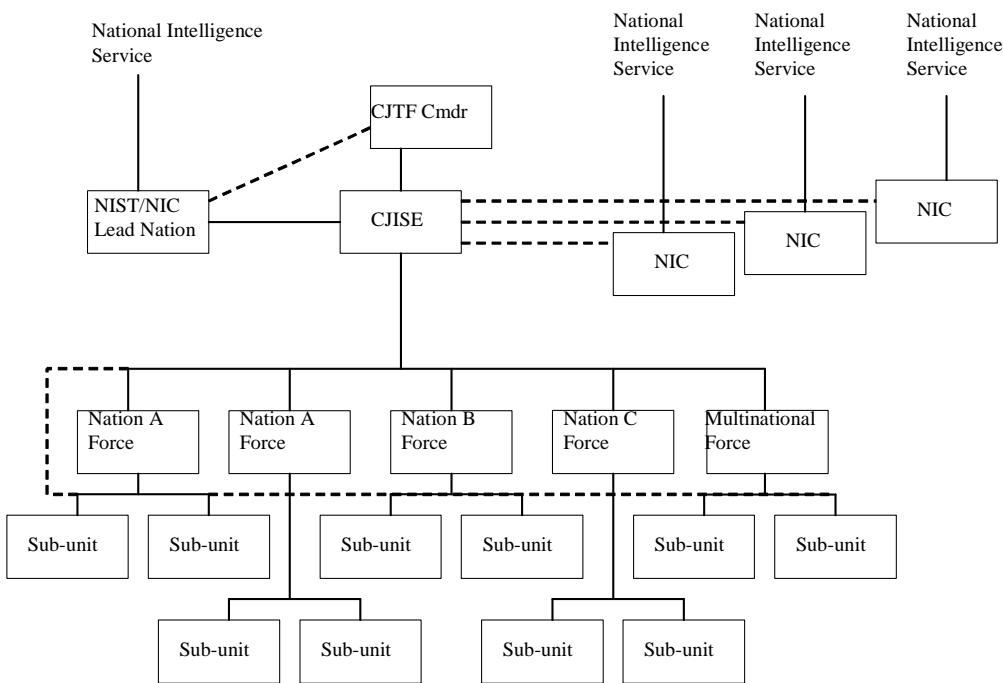 National Intelligence
Service
National
Intelligence
Service
National
Intelligence
Service
National
Intelligence
Service
CJTF Cmdr
NIST/NIC
Lead Nation
CJISE
NIC
NIC
NIC
Nation A
Force
Nation A
Force
Nation B
Force
Nation C
Force
Multinational
Force
Sub-unit
Sub-unit
Sub-unit
Sub-unit
Sub-unit
Sub-unit
Sub-unit
Sub-unit
Sub-unit
Sub-unit